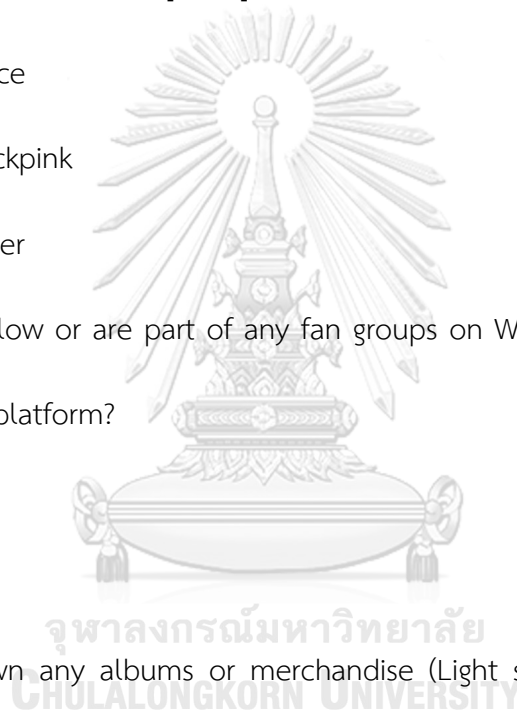 ce
ckpink
er
low or are part of any fan groups on W
platform?
จุฬาลงกรณ์มหาวิทยาลัย
wn any albums or merchandise (Light s
CHULALONGKORN UNIVERSITY